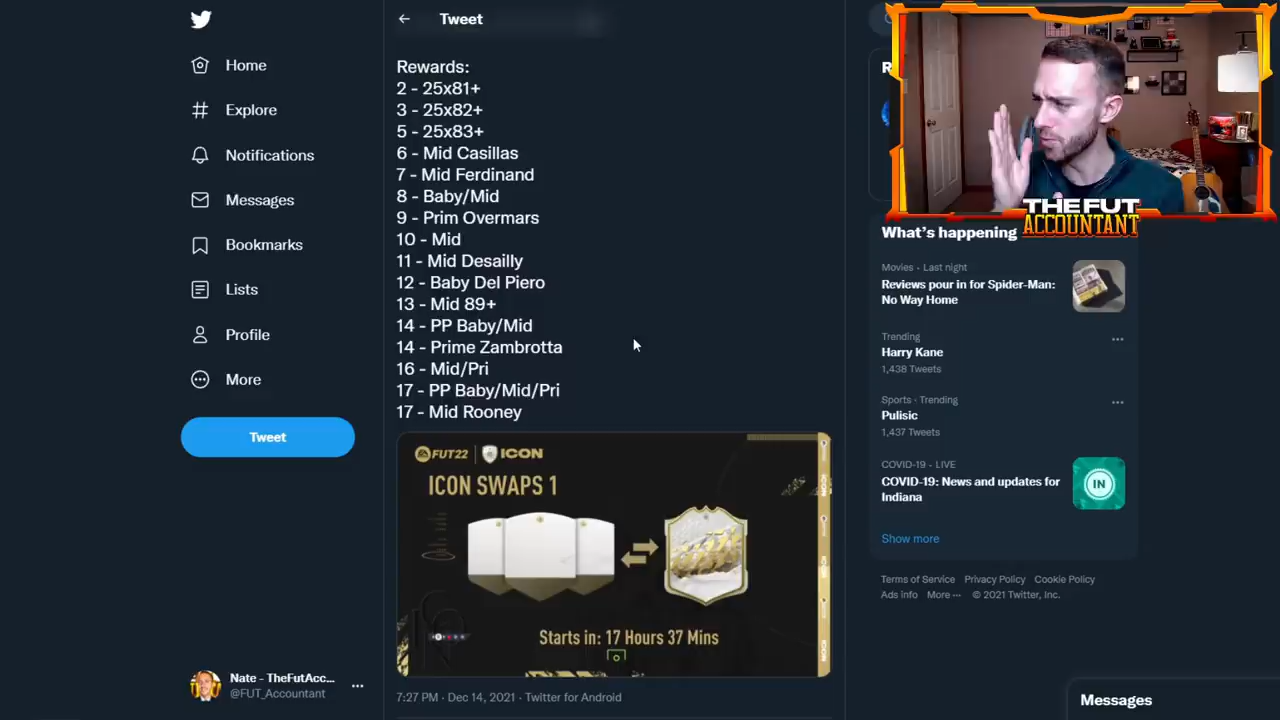 Home
Explore
Notifications
Messages
Bookmarks
Lists
Profile
More
Tweet
Nate - TheFutAcc...
@FUT_Accountant
Tweet
Rewards:
2 - 25x81+
3 - 25x82+
5 - 25x83+
6 - Mid Casillas
7 - Mid Ferdinand
8 - Baby/Mid
9 - Prim Overmars
10 - Mid
11 - Mid Desailly
12 - Baby Del Piero
13 - Mid 89+
14 - PP Baby/Mid
14 - Prime Zambrotta
16 - Mid/Pri
17 - PP Baby/Mid/Pri
17 - Mid Rooney
FUT22 | ICON
ICON SWAPS 1
Starts in: 17 Hours 37 Mins
7:27 PM · Dec 14, 2021 · Twitter for Android
THE FUT
ACCOUNTANT
What's happening
Movies · Last night
Reviews pour in for Spider-Man:
No Way Home
Trending
Harry Kane
1,438 Tweets
Sports · Trending
Pulisic
1,437 Tweets
COVID-19 · LIVE
COVID-19: News and updates for
Indiana
IN
Show more
Terms of Service Privacy Policy Cookie Policy
Ads info More ··· © 2021 Twitter, Inc.
Messages